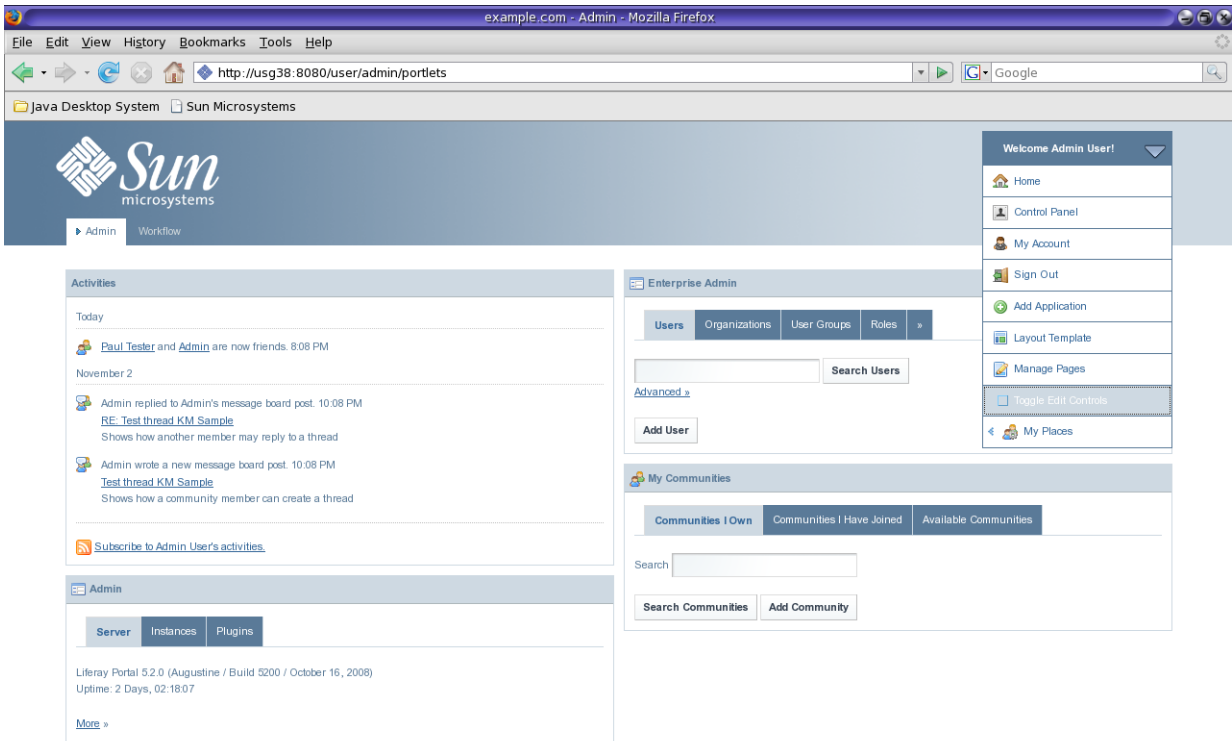 example.com - Admin - Mozilla Firefox
File Edit View History Bookmarks Tools Help
http://usg38:8080/user/admin/portlets
G Google
Java Desktop System Sun Microsystems
Sun
microsystems
Admin Workflow
Welcome Admin User!
Home
Control Panel
My Account
Sign Out
Add Application
Layout Template
Manage Pages
Toggle Edit Controls
« My Places
Activities
Today
Paul Tester and Admin are now friends. 8:08 PM
November 2
Admin replied to Admin's message board post. 10:08 PM
RE: Test thread KM Sample
Shows how another member may reply to a thread
Admin wrote a new message board post. 10:08 PM
Test thread KM Sample
Shows how a community member can create a thread
Subscribe to Admin User's activities.
Admin
Server Instances Plugins
Liferay Portal 5.2.0 (Augustine / Build 5200 / October 16, 2008)
Uptime: 2 Days, 02:18:07
More »
Enterprise Admin
Users Organizations User Groups Roles »
Search Users
Advanced »
Add User
My Communities
Communities I Own Communities I Have Joined Available Communities
Search
Search Communities Add Community